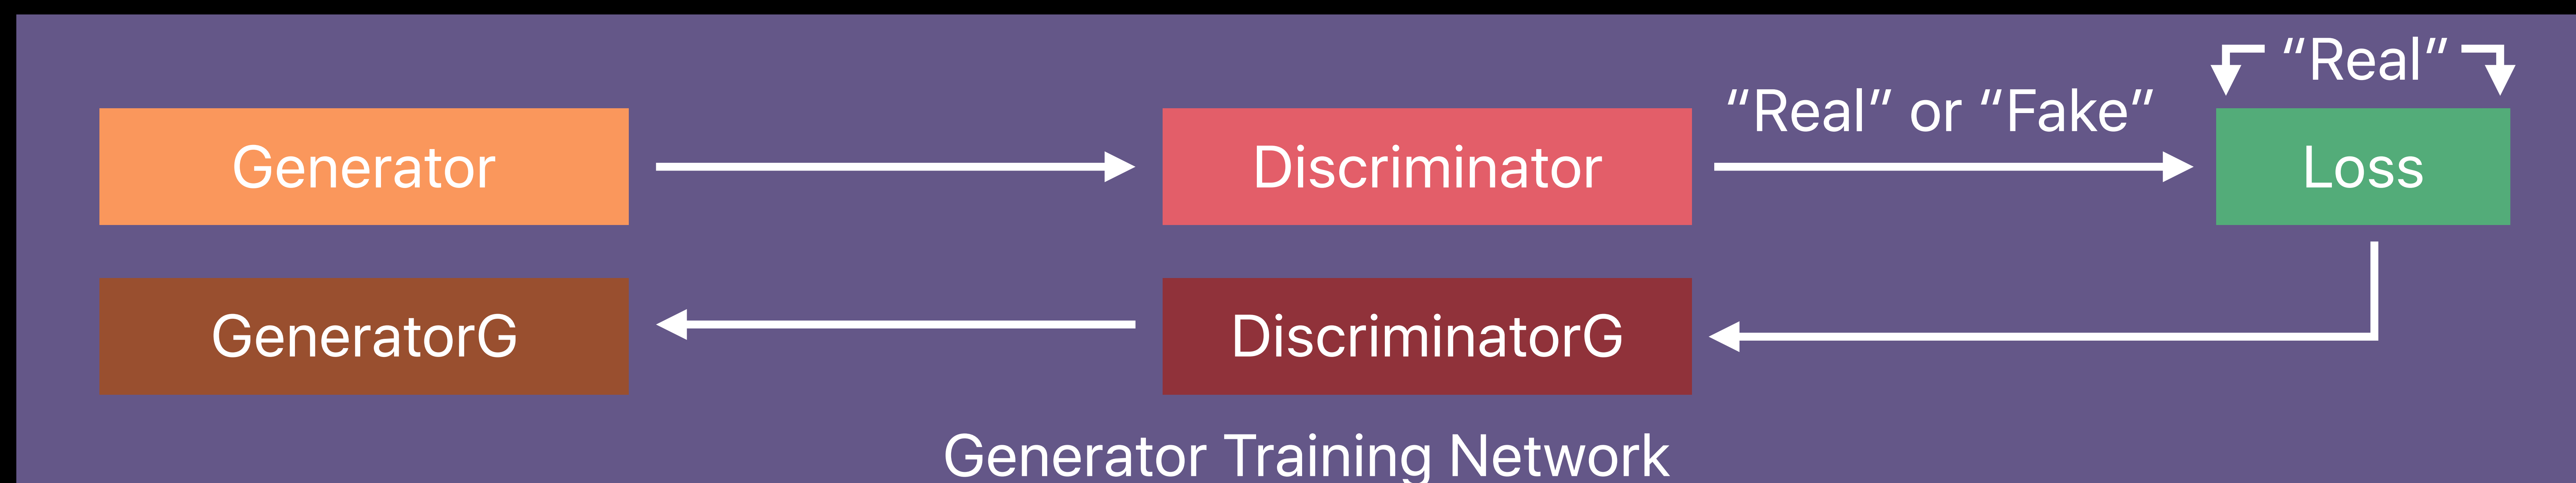 “Real”
“Real” or “Fake”
Generator
Discriminator
Loss
GeneratorG
DiscriminatorG
Generator Training Network